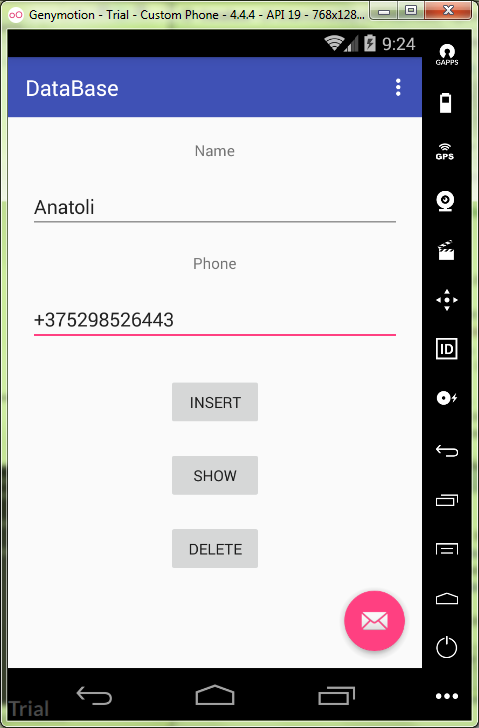 Genymotion - Trial - Custom Phone - 4.4.4 - API 19 - 768x128...
9:24
GAPPS
DataBase
Name
GPS
Anatoli
Phone
+375298526443
ID
INSERT
SHOW
DELETE
Trial